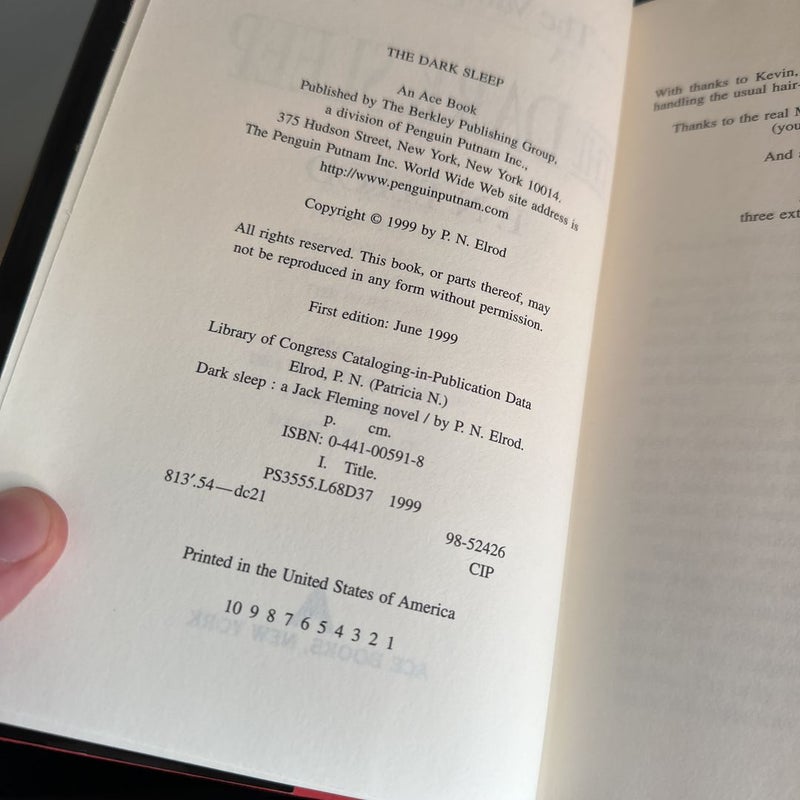 THE DARK SLEEP
An Ace Book
Published by The Berkley Publishing Group,
a division of Penguin Putnam Inc.,
375 Hudson Street, New York, New York 10014.
The Penguin Putnam Inc. World Wide Web site address is
http://www.penguinputnam.com
Copyright © 1999 by P. N. Elrod
All rights reserved. This book, or parts thereof, may
not be reproduced in any form without permission.
First edition: June 1999
Library of Congress Cataloging-in-Publication Data
Elrod, P. N. (Patricia N.)
Dark sleep : a Jack Fleming novel / by P. N. Elrod.
p. cm.
ISBN: 0-441-00591-8
I. Title.
PS3555.L68D37 1999
813'.54—dc21
98-52426
CIP
Printed in the United States of America
10 9 8 7 6 5 4 3 2 1
ACE BOOKS, NEW YORK
With thanks to Kevin,
handling the usual hair-
Thanks to the real
(you
And
three ext